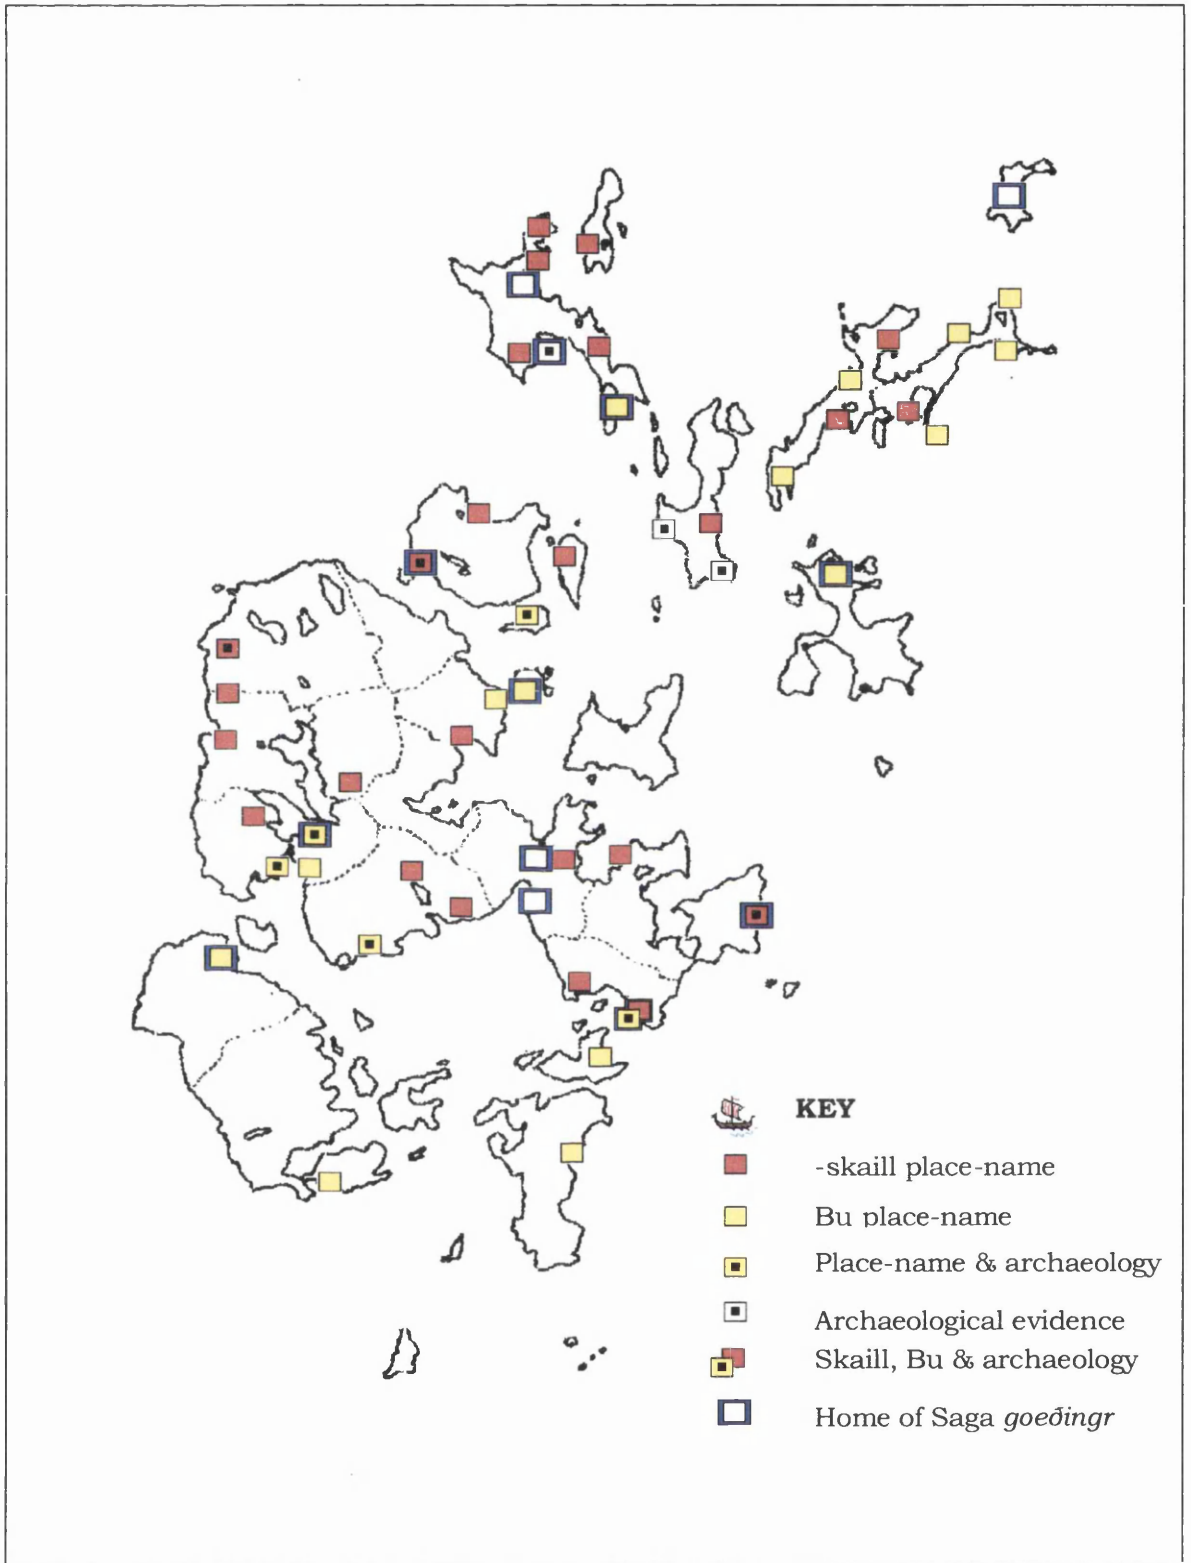 KEY
-skaill place-name
Bu place-name
Place-name & archaeology
Archaeological evidence
Skaill, Bu & archaeology
Home of Saga goeðingr